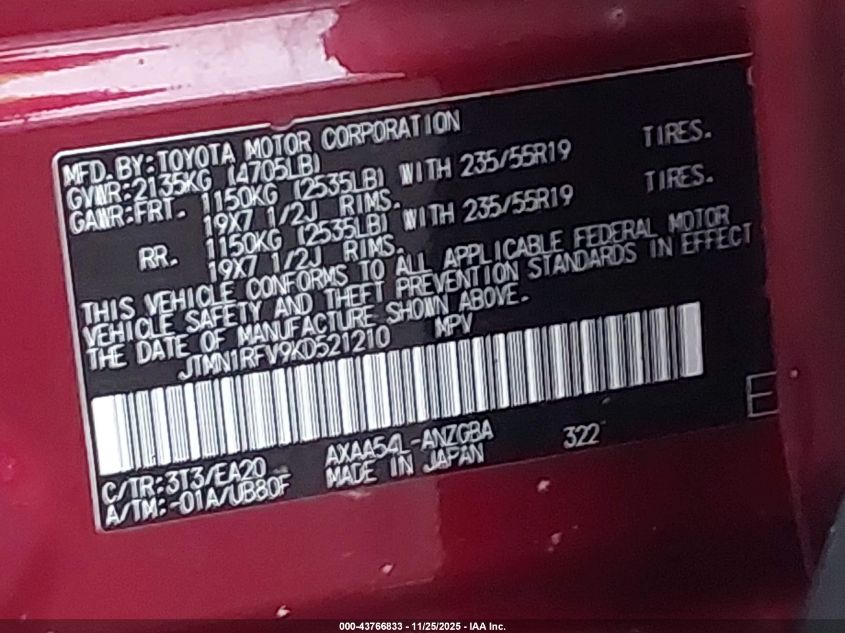 MFD. BY: TOYOTA MOTOR CORPORATION
GVWR: 2135KG (4705LB)
GAWR: FRT. 1150KG (2535LB) WITH 235/55R19 TIRES.
19X7 1/2J RIMS.
RR. 1150KG (2535LB) WITH 235/55R19 TIRES.
19X7 1/2J RIMS.
THIS VEHICLE CONFORMS TO ALL APPLICABLE FEDERAL MOTOR
VEHICLE SAFETY AND THEFT PREVENTION STANDARDS IN EFFECT
THE DATE OF MANUFACTURE SHOWN ABOVE.
JTMN1RFV9KD521210 MPV
C/TR: 3T3/EA20 AXAA54L-ANZGBA 322
A/TM: -01A/UB80F MADE IN JAPAN
E
000-43766833 - 11/25/2025 - IAA Inc.